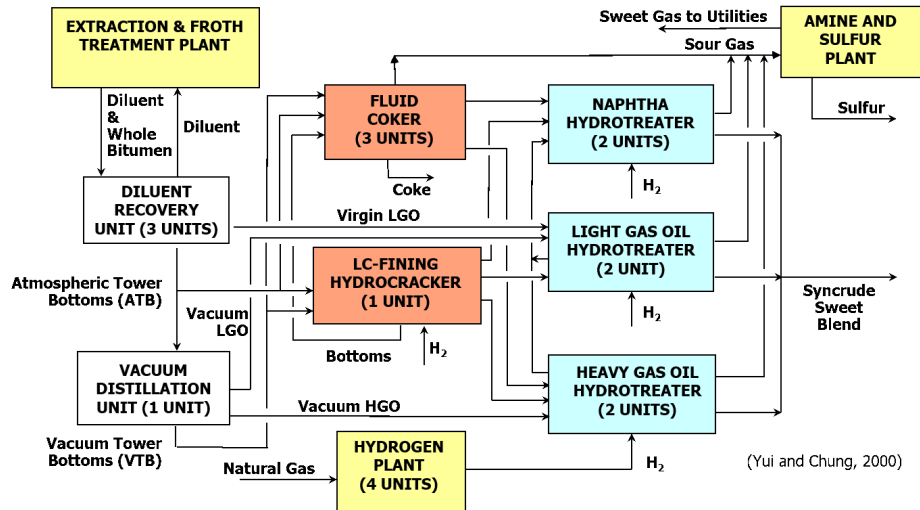 EXTRACTION & FROTH
TREATMENT PLANT
Sweet Gas to Utilities
AMINE AND
SULFUR
PLANT
Sour Gas
Sulfur
Diluent
&
Whole
Bitumen
Diluent
FLUID
COKER
(3 UNITS)
Coke
NAPHTHA
HYDROTREATER
(2 UNITS)
H2
DILUENT
RECOVERY
UNIT (3 UNITS)
Virgin LGO
LIGHT GAS OIL
HYDROTREATER
(2 UNIT)
H2
Atmospheric Tower
Bottoms (ATB)
LC-FINING
HYDROCRACKER
(1 UNIT)
H2
Syncrude
Sweet
Blend
Vacuum
LGO
Bottoms
VACUUM
DISTILLATION
UNIT (1 UNIT)
Vacuum HGO
HEAVY GAS OIL
HYDROTREATER
(2 UNITS)
H2
Vacuum Tower
Bottoms (VTB)
Natural Gas
HYDROGEN
PLANT
(4 UNITS)
(Yui and Chung, 2000)